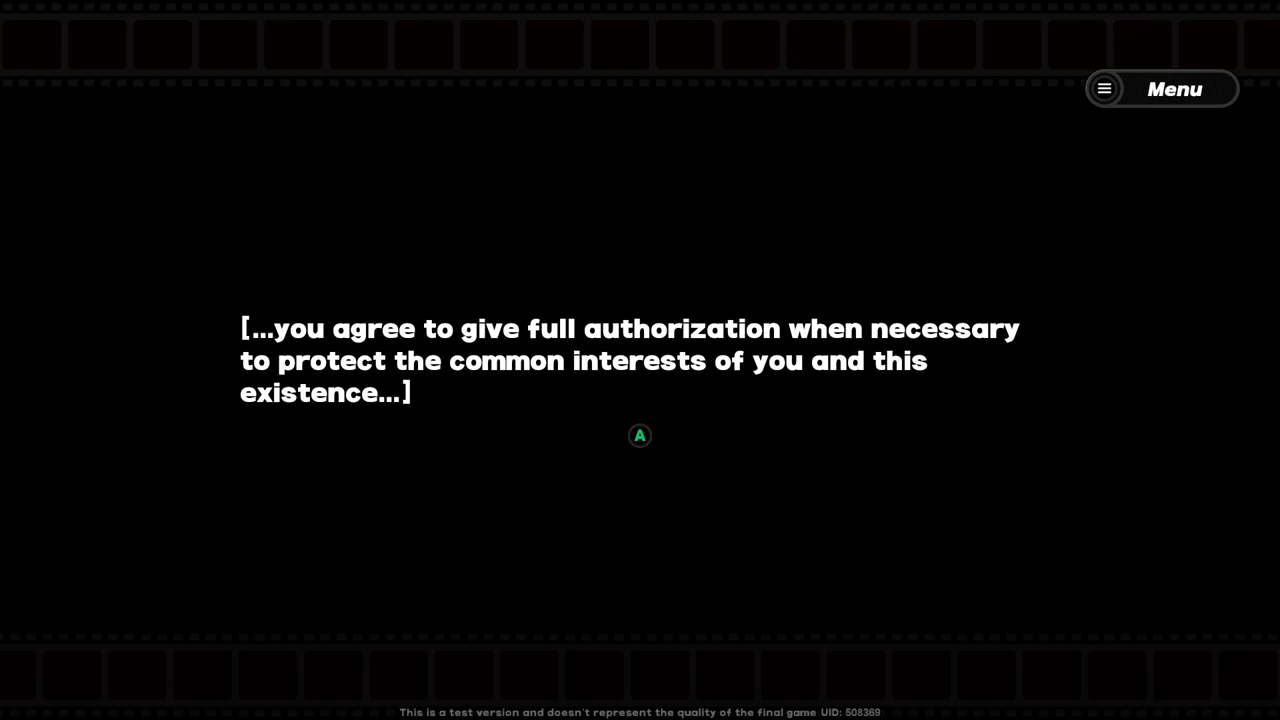 Menu
[...you agree to give full authorization when necessary
to protect the common interests of you and this
existence...]
A
This is a test version and doesn't represent the quality of the final game UID: 508369